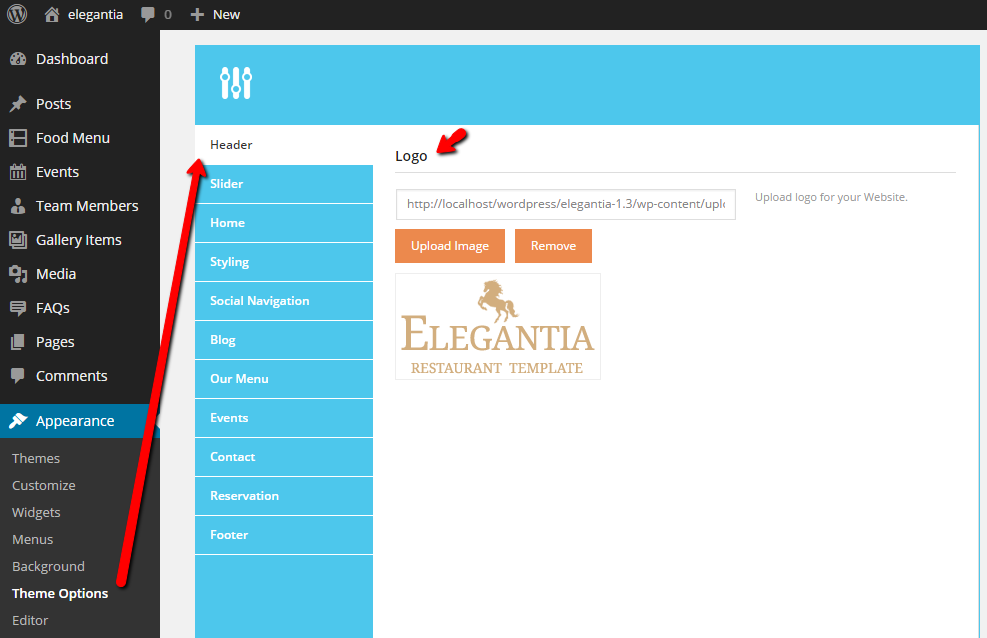 elegantia 0 New
Dashboard
Posts
Food Menu
Events
Team Members
Gallery Items
Media
FAQs
Pages
Comments
Appearance
Themes
Customize
Widgets
Menus
Background
Theme Options
Editor
Header
Slider
Home
Styling
Social Navigation
Blog
Our Menu
Events
Contact
Reservation
Footer
Logo
http://localhost/wordpress/elegantia-1.3/wp-content/uplo
Upload logo for your Website.
Upload Image Remove
ELEGANTIA
RESTAURANT TEMPLATE